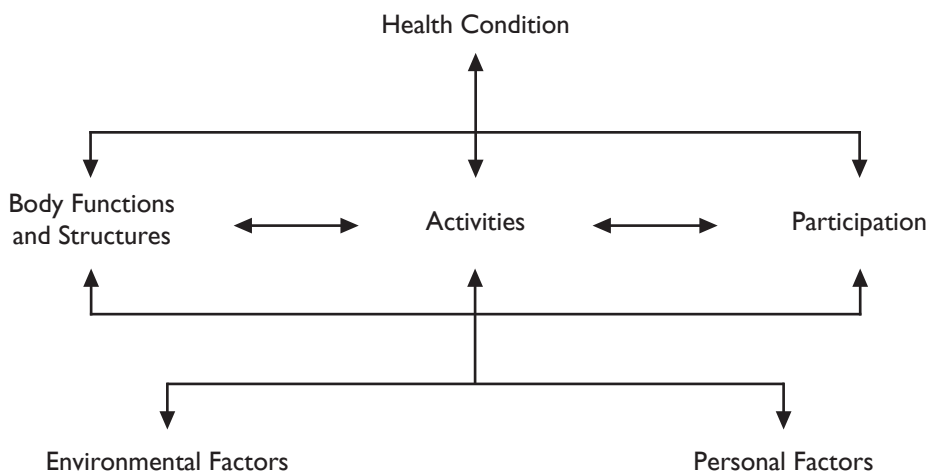 Health Condition
Body Functions
and Structures
Activities
Participation
Environmental Factors
Personal Factors